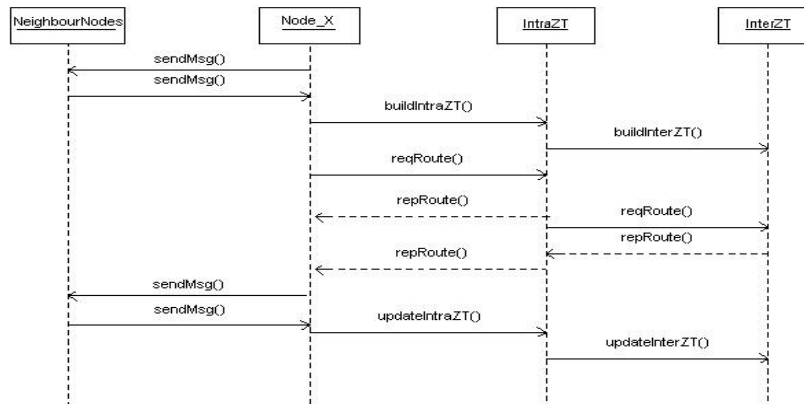 NeighbourNodes
Node_X
IntraZT
InterZT
sendMsg()
sendMsg()
buildIntraZT()
buildInterZT()
reqRoute()
repRoute()
reqRoute()
repRoute()
repRoute()
sendMsg()
sendMsg()
updateIntraZT()
updateInterZT()